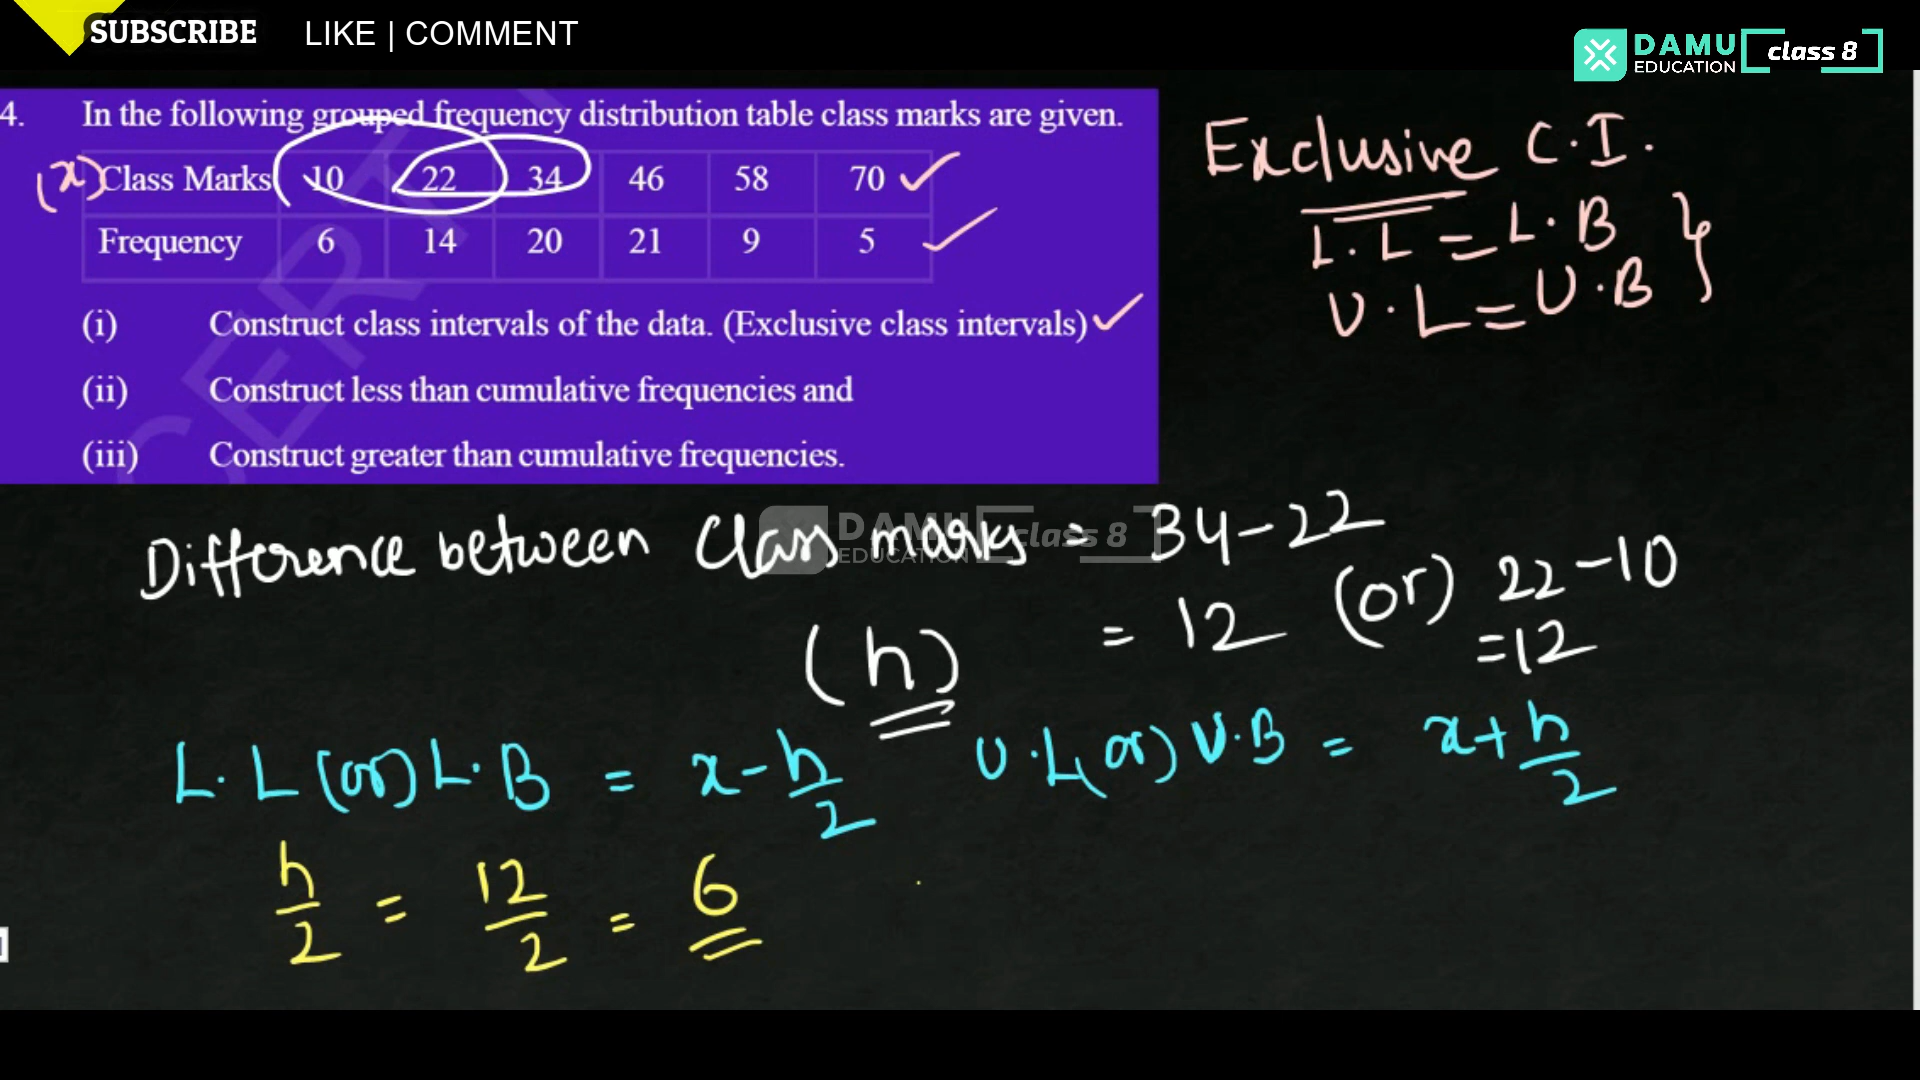 SUBSCRIBE LIKE | COMMENT
DAMU EDUCATION class 8
4. In the following grouped frequency distribution table class marks are given.
(x) Class Marks 10 22 34 46 58 70
Frequency 6 14 20 21 9 5
(i) Construct class intervals of the data. (Exclusive class intervals)
(ii) Construct less than cumulative frequencies and
(iii) Construct greater than cumulative frequencies.
Exclusive C.I.
L.L = L.B
U.L = U.B
DAMU EDUCATION class 8
Difference between Class marks = 34-22
(h) = 12 (or) 22-10
=12
L.L (or) L.B = x - h/2 U.L (or) U.B = x + h/2
h/2 = 12/2 = 6